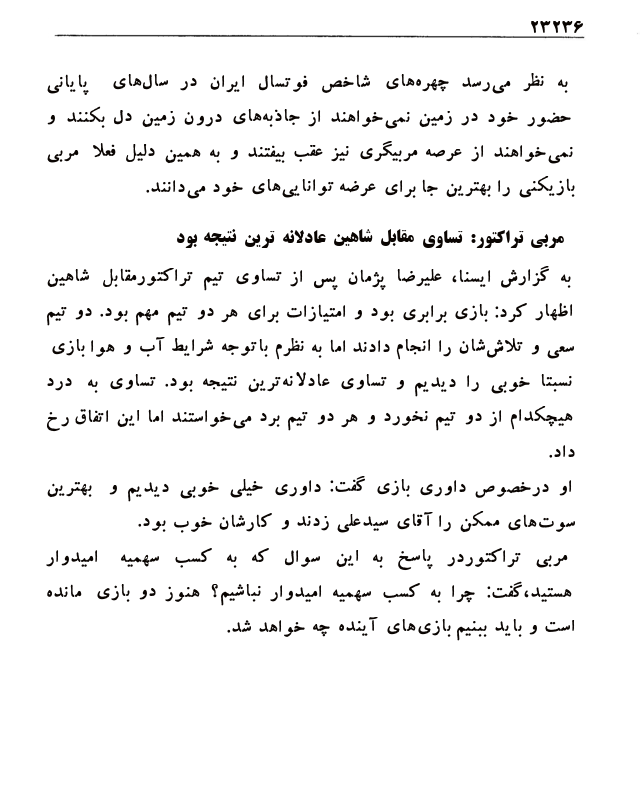 ۲۳۲۳۶
به نظر می‌رسد چهره‌های شاخص فوتسال ایران در سال‌های پایانی
حضور خود در زمین نمی‌خواهند از جاذبه‌های درون زمین دل بکنند و
نمی‌خواهند از عرصه مربیگری نیز عقب بیفتند و به همین دلیل فعلا مربی
بازیکنی را بهترین جا برای عرضه توانایی‌های خود می‌دانند.
مربی تراکتور: تساوی مقابل شاهین عادلانه ترین نتیجه بود
به گزارش ایسنا، علیرضا پژمان پس از تساوی تیم تراکتورمقابل شاهین
اظهار کرد: بازی برابری بود و امتیازات برای هر دو تیم مهم بود. دو تیم
سعی و تلاش‌شان را انجام دادند اما به نظرم باتوجه شرایط آب و هوا بازی
نسبتا خوبی را دیدیم و تساوی عادلانه‌ترین نتیجه بود. تساوی به درد
هیچکدام از دو تیم نخورد و هر دو تیم برد می‌خواستند اما این اتفاق رخ
داد.
او درخصوص داوری بازی گفت: داوری خیلی خوبی دیدیم و بهترین
سوت‌های ممکن را آقای سیدعلی زدند و کارشان خوب بود.
مربی تراکتوردر پاسخ به این سوال که به کسب سهمیه امیدوار
هستید،گفت: چرا به کسب سهمیه امیدوار نباشیم؟ هنوز دو بازی مانده
است و باید ببنیم بازی‌های آینده چه خواهد شد.